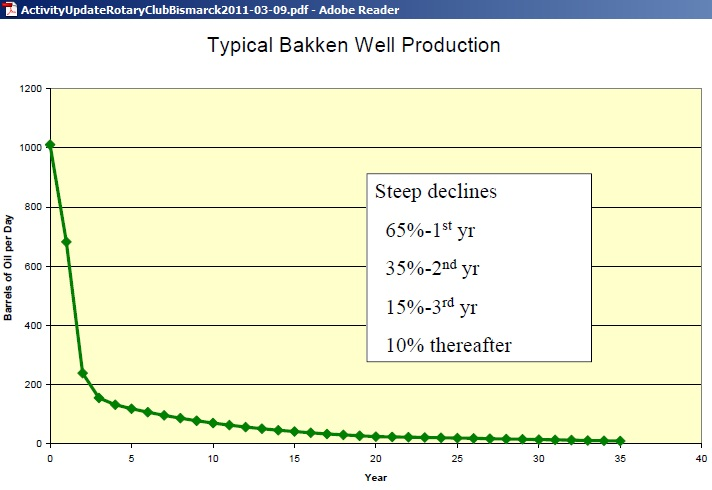 ActivityUpdateRotaryClubBismarck2011-03-09.pdf - Adobe Reader
Typical Bakken Well Production
1200
1000
800
600
400
200
0
Barrels of Oil per Day
Steep declines
65%-1st yr
35%-2nd yr
15%-3rd yr
10% thereafter
0 5 10 15 20 25 30 35 40
Year